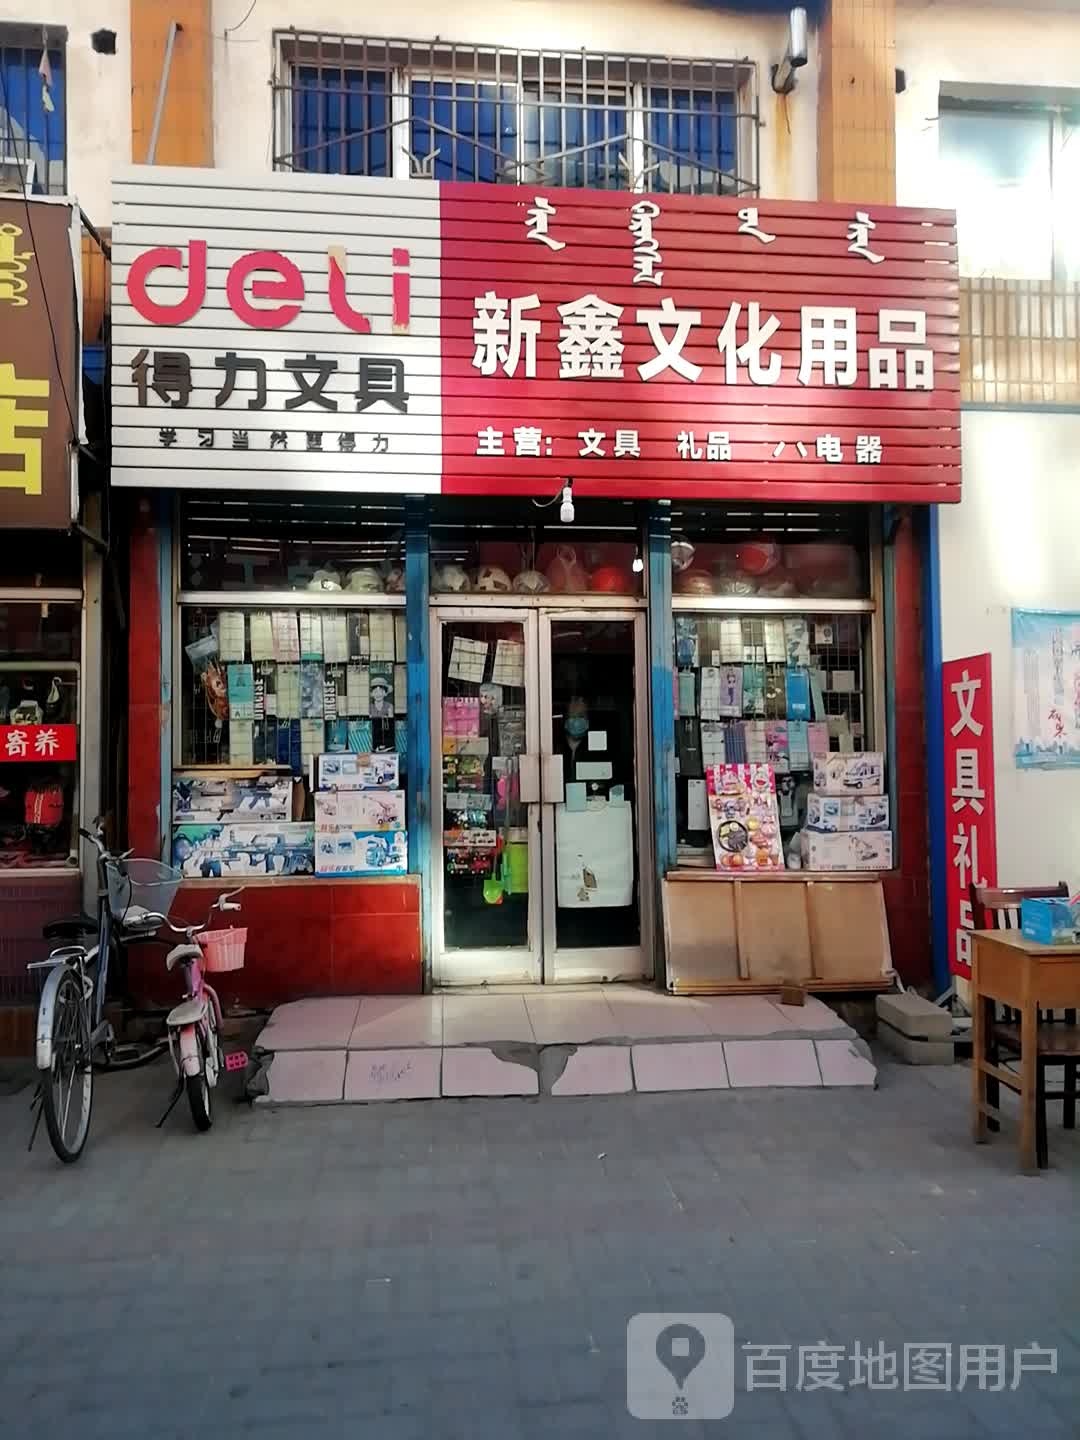 deli
得力文具
学习当然更得力
新鑫文化用品
主营: 文具 礼品 小电器
店
寄养
文具礼品
百度地图用户